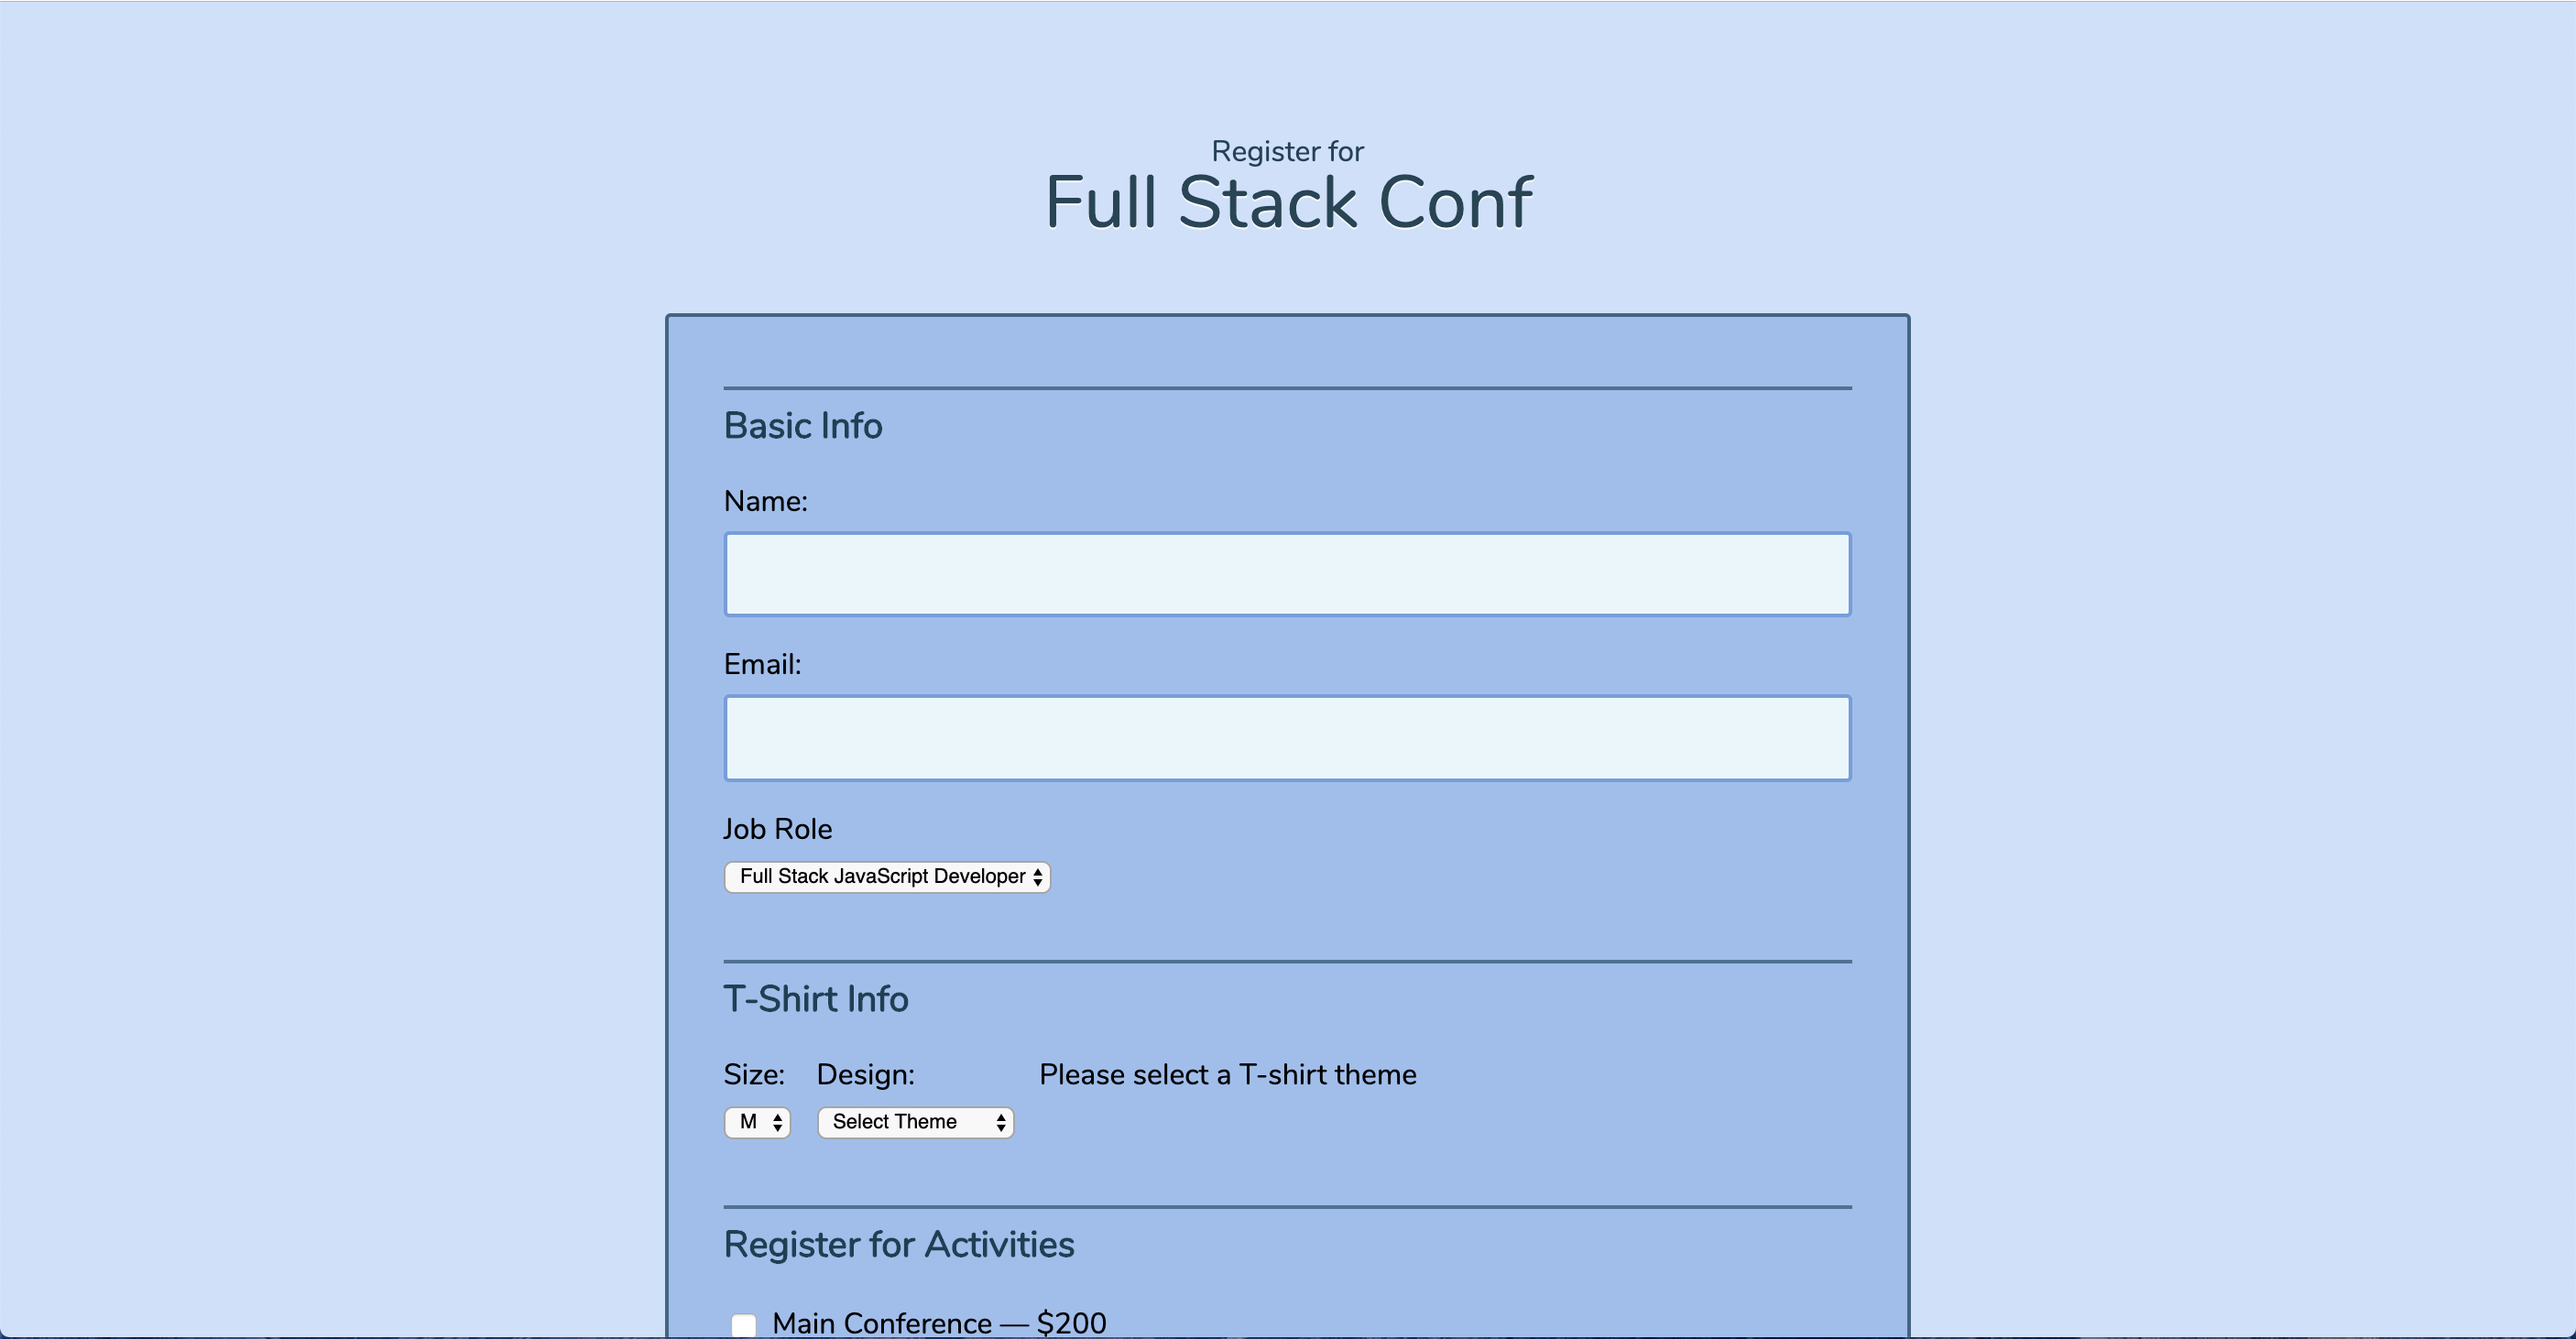 Register for
Full Stack Conf
Basic Info
Name:
Email:
Job Role
Full Stack JavaScript Developer
T-Shirt Info
Size: Design: Please select a T-shirt theme
M Select Theme
Register for Activities
Main Conference — $200